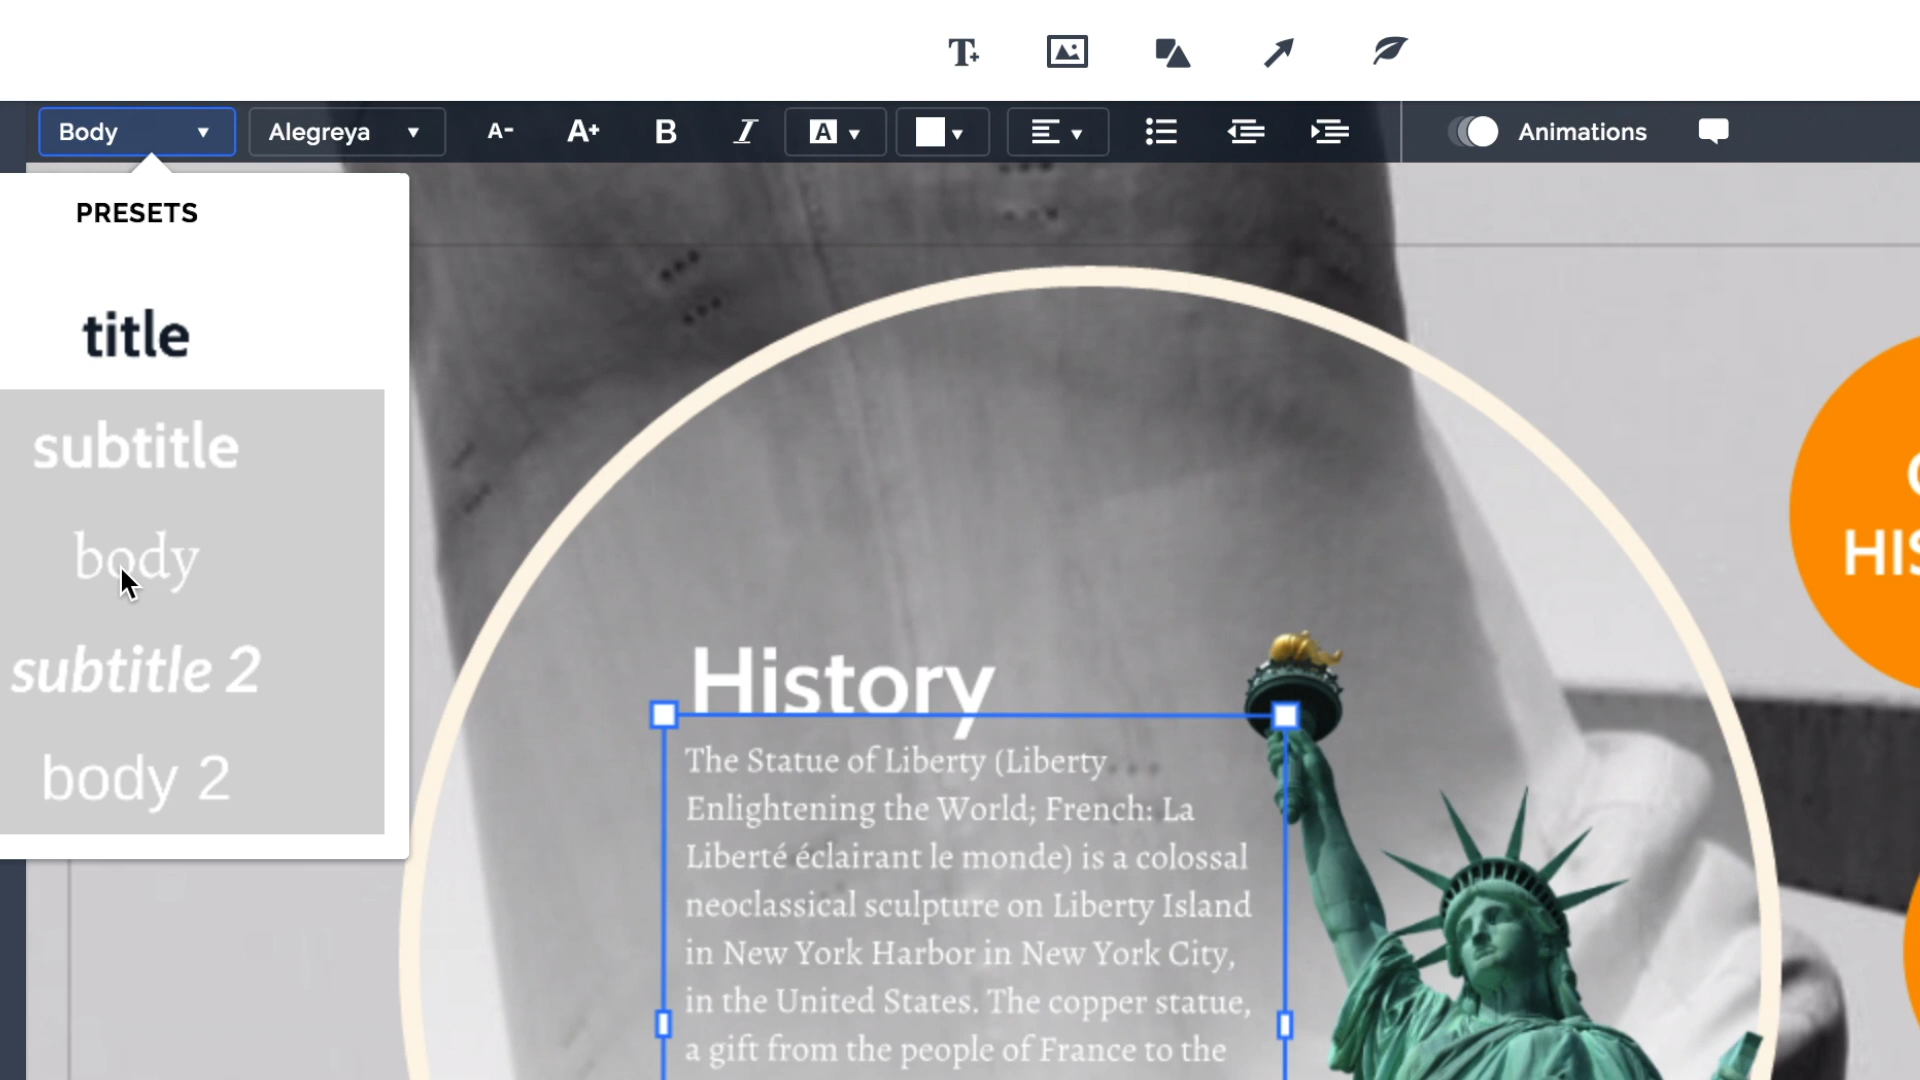 Body
Alegreya
A-
A+
B
I
A
Animations
PRESETS
title
subtitle
body
subtitle 2
body 2
History
The Statue of Liberty (Liberty
Enlightening the World; French: La
Liberté éclairant le monde) is a colossal
neoclassical sculpture on Liberty Island
in New York Harbor in New York City,
in the United States. The copper statue,
a gift from the people of France to the